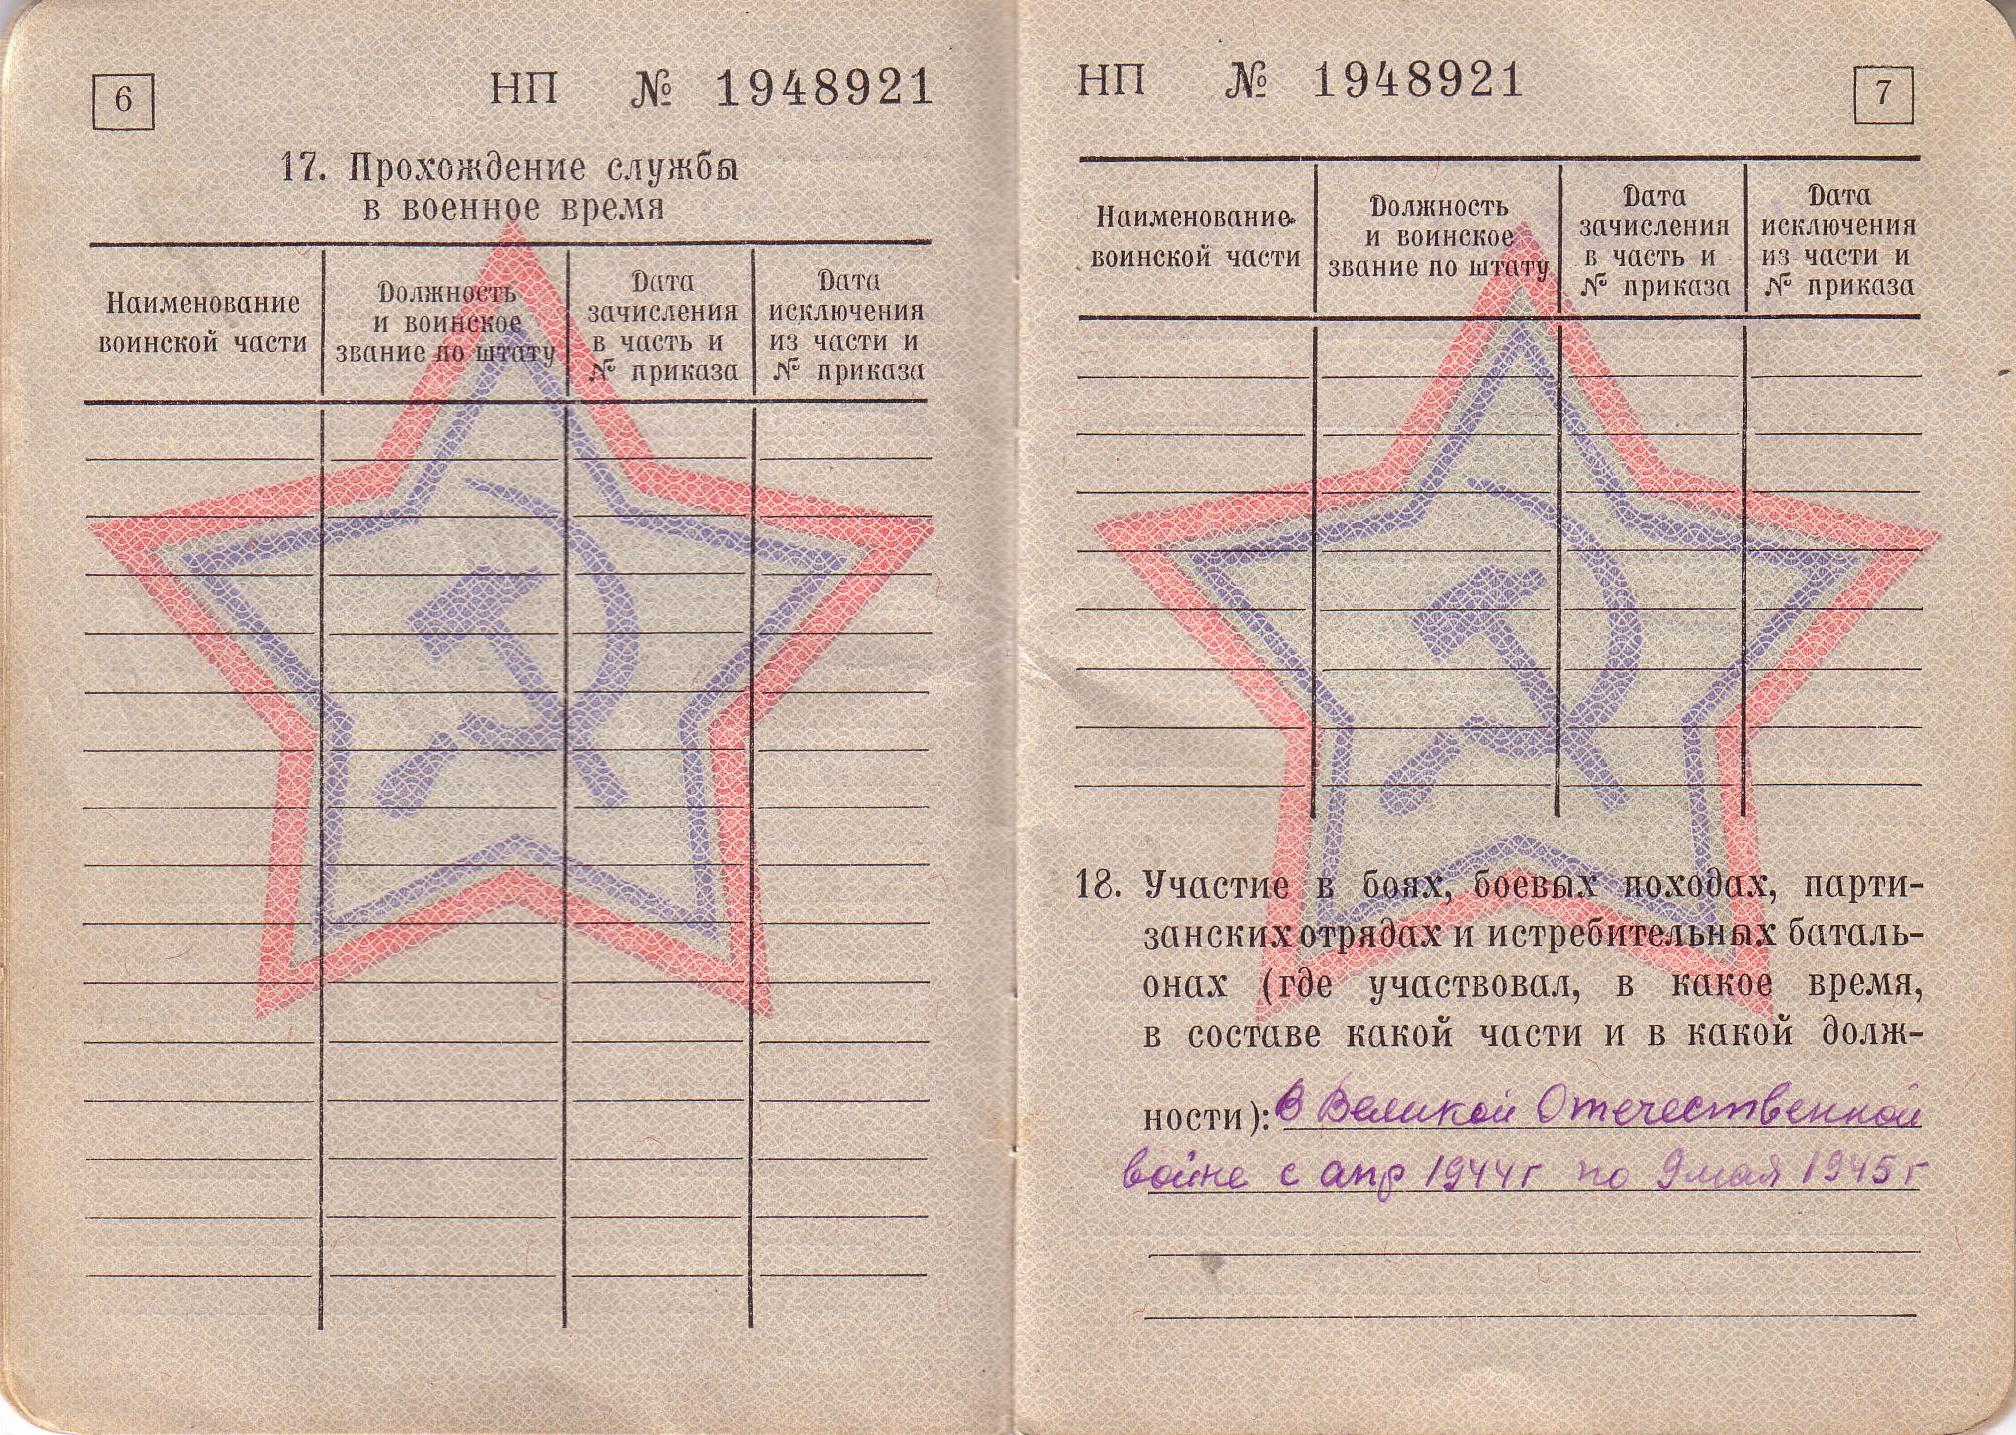 6
НП № 1948921
17. Прохождение службы
в военное время
Наименование
воинской части
Должность
и воинское
звание по штату
Дата
зачисления
в часть и
№ приказа
Дата
исключения
из части и
№ приказа
НП № 1948921
7
Наименование
воинской части
Должность
и воинское
звание по штату
Дата
зачисления
в часть и
№ приказа
Дата
исключения
из части и
№ приказа
18. Участие в боях, боевых походах, парти-
занских отрядах и истребительных баталь-
онах (где участвовал, в какое время,
в составе какой части и в какой долж-
ности): В Великой Отечественной
войне с апр 1944г по 9 мая 1945г